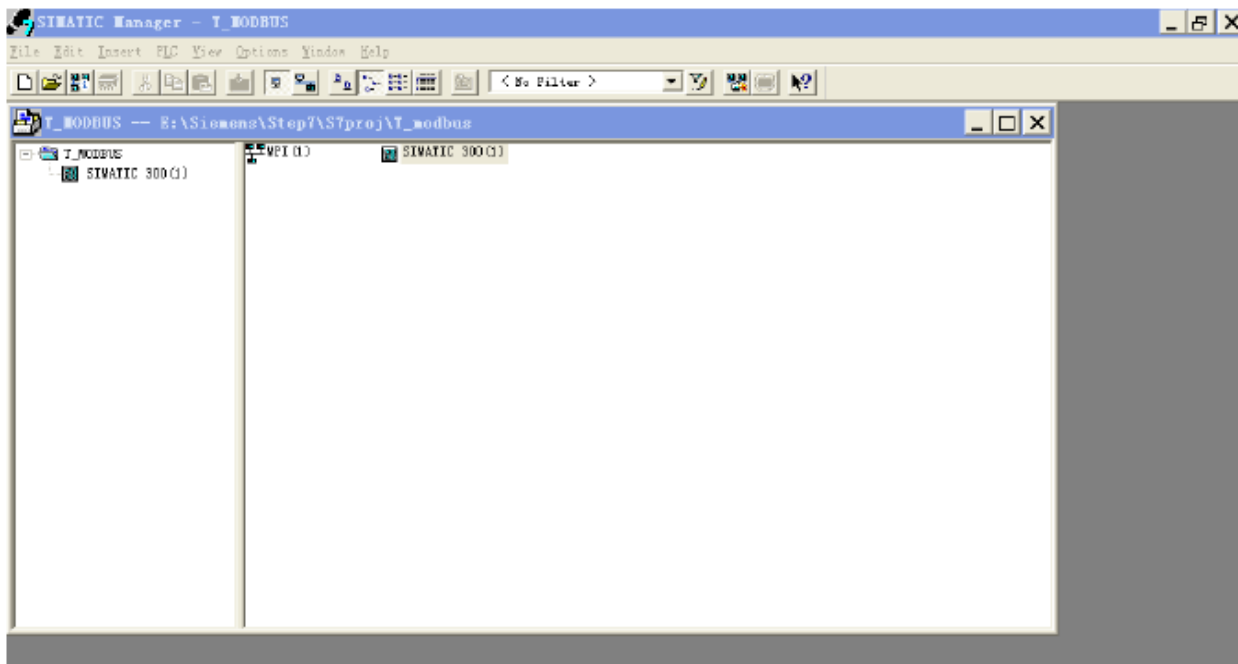 SIMATIC Manager - T_MODBUS
File Edit Insert PLC View Options Window Help
< No Filter >
T_MODBUS -- E:\Siemens\Step7\S7proj\T_modbus
T_MODBUS
SIMATIC 300(1)
MPI(1)
SIMATIC 300(1)